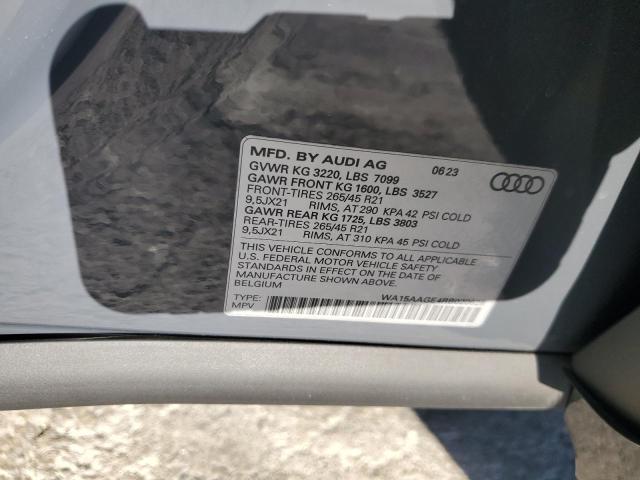 MFD. BY AUDI AG 06 23
GVWR KG 3220, LBS 7099
GAWR FRONT KG 1600, LBS 3527
FRONT-TIRES 265/45 R21
9,5JX21 RIMS, AT 290 KPA 42 PSI COLD
GAWR REAR KG 1725, LBS 3803
REAR-TIRES 265/45 R21
9,5JX21 RIMS, AT 310 KPA 45 PSI COLD
THIS VEHICLE CONFORMS TO ALL APPLICABLE
U.S. FEDERAL MOTOR VEHICLE SAFETY
STANDARDS IN EFFECT ON THE DATE OF
MANUFACTURE SHOWN ABOVE.
BELGIUM
TYPE:
MPV